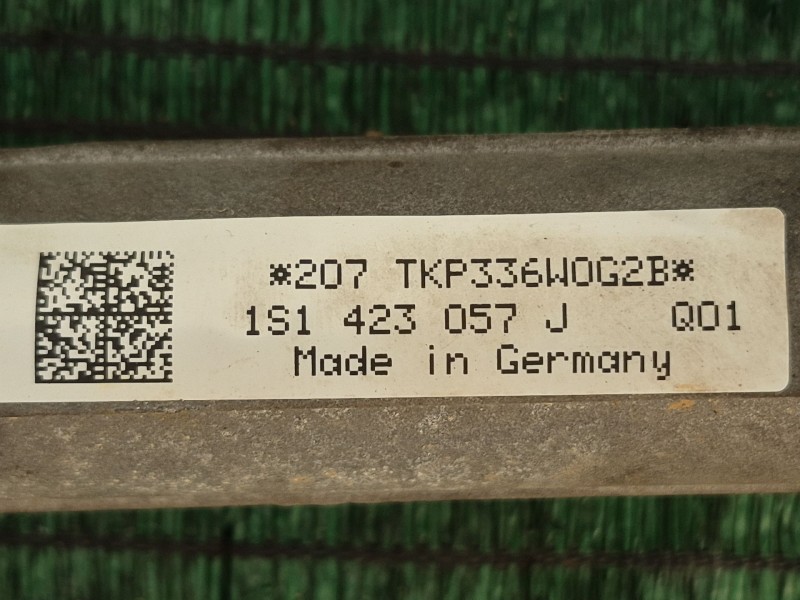 *207 TKP336W0G2B*
1S1 423 057 J Q01
Made in Germany